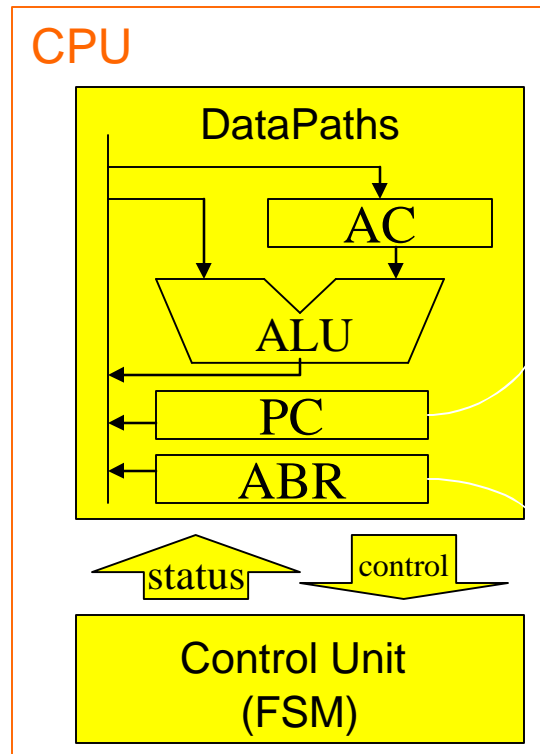 CPU
DataPaths
AC
ALU
PC
ABR
status
control
Control Unit
(FSM)